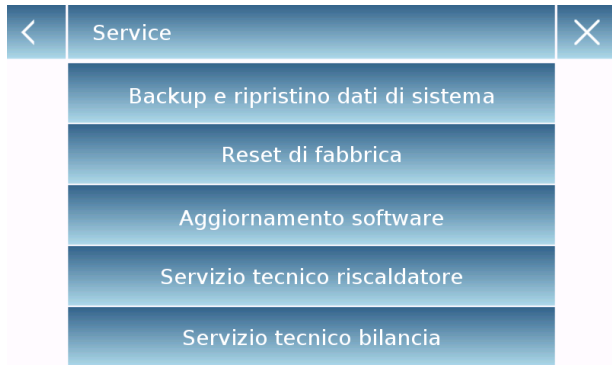 Service
Backup e ripristino dati di sistema
Reset di fabbrica
Aggiornamento software
Servizio tecnico riscaldatore
Servizio tecnico bilancia